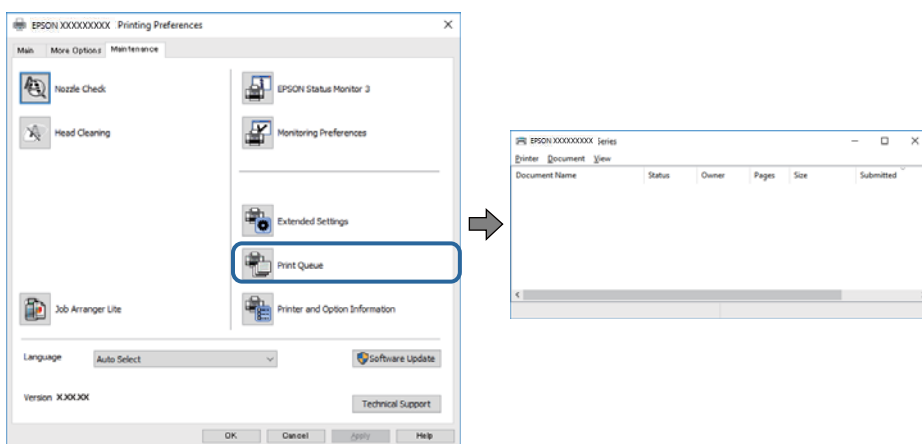 EPSON XXXXXXXXX Printing Preferences
Main More Options Maintenance
Nozzle Check
EPSON Status Monitor 3
Head Cleaning
Monitoring Preferences
Extended Settings
Print Queue
Job Arranger Lite
Printer and Option Information
Language Auto Select Software Update
Version X.XX.XX
Technical Support
OK Cancel Apply Help
EPSON XXXXXXXXX Series
Printer Document View
Document Name Status Owner Pages Size Submitted